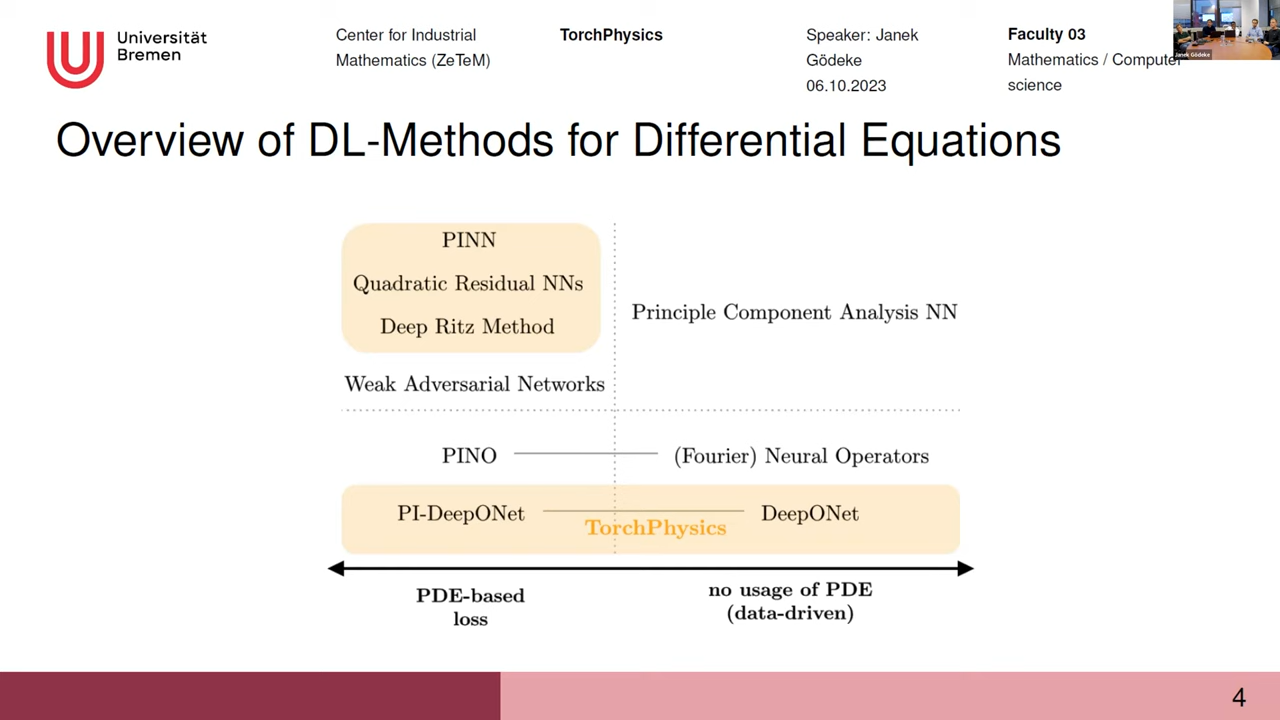 Universität
Bremen
Center for Industrial
Mathematics (ZeTeM)
TorchPhysics
Speaker: Janek
Gödeke
06.10.2023
Faculty 03
Mathematics / Computer
science
Janek Gödeke
Overview of DL-Methods for Differential Equations
PINN
Quadratic Residual NNs
Deep Ritz Method
Principle Component Analysis NN
Weak Adversarial Networks
PINO
(Fourier) Neural Operators
PI-DeepONet
DeepONet
TorchPhysics
PDE-based
loss
no usage of PDE
(data-driven)
4